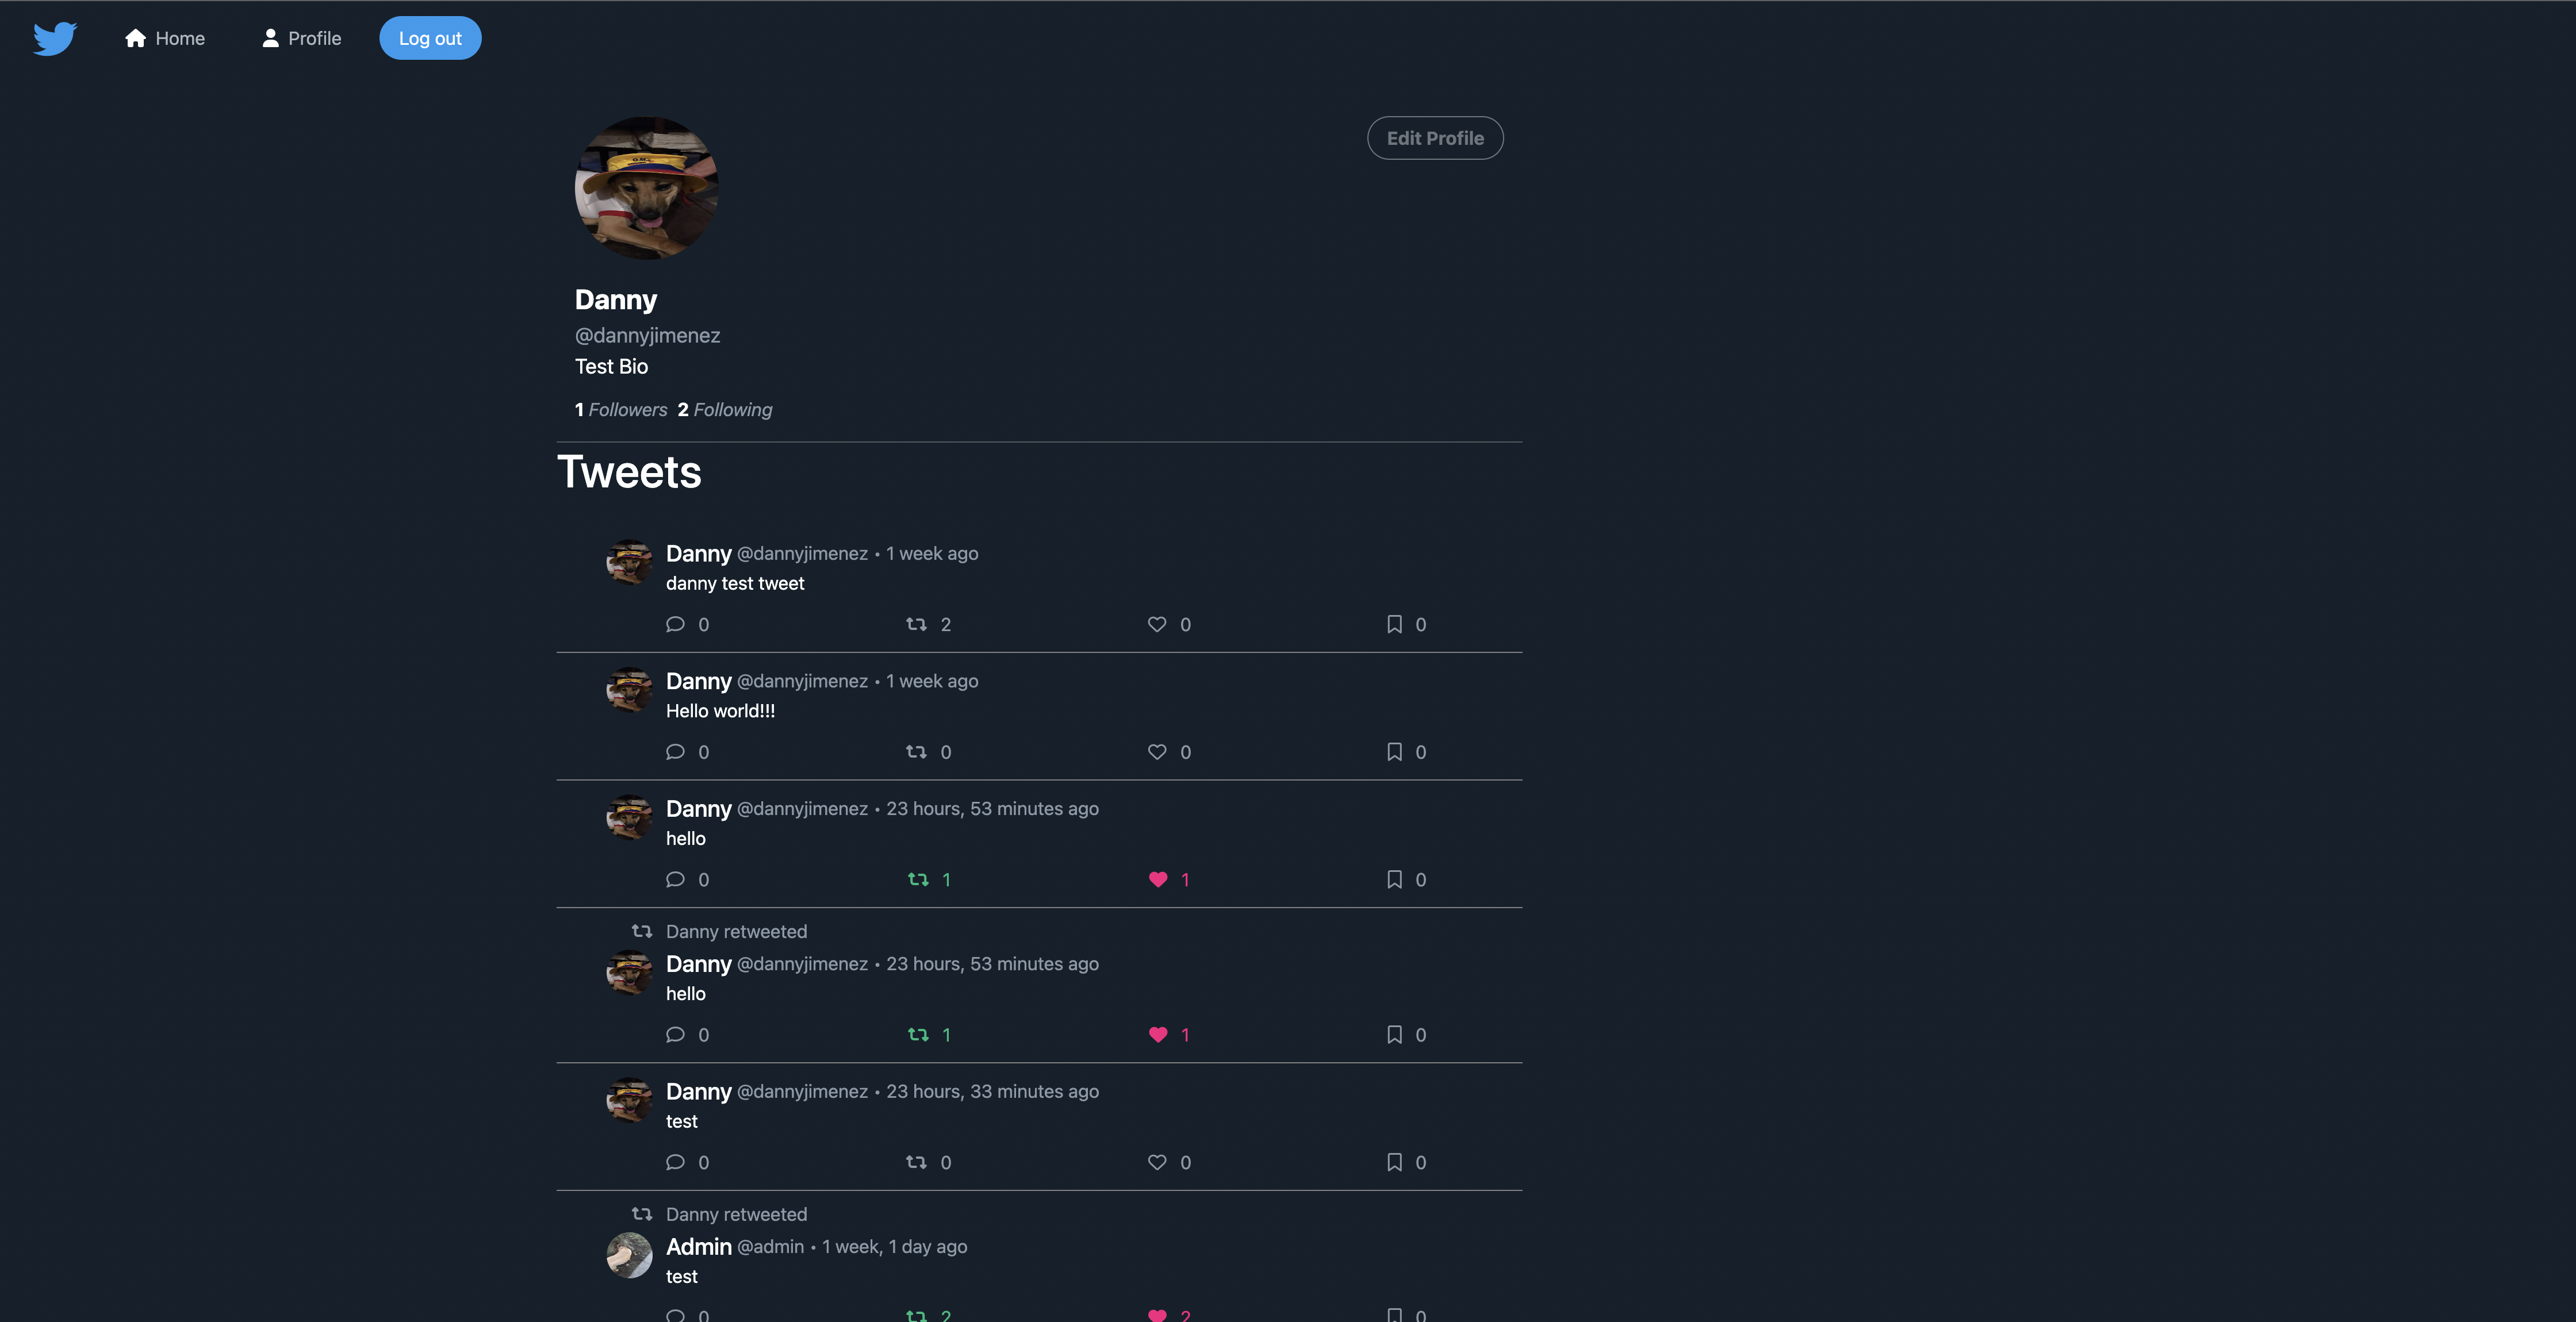 Home Profile Log out
Edit Profile
Danny
@dannyjimenez
Test Bio
1 Followers 2 Following
Tweets
Danny @dannyjimenez • 1 week ago
danny test tweet
0 2 0 0
Danny @dannyjimenez • 1 week ago
Hello world!!!
0 0 0 0
Danny @dannyjimenez • 23 hours, 53 minutes ago
hello
0 1 1 0
Danny retweeted
Danny @dannyjimenez • 23 hours, 53 minutes ago
hello
0 1 1 0
Danny @dannyjimenez • 23 hours, 33 minutes ago
test
0 0 0 0
Danny retweeted
Admin @admin • 1 week, 1 day ago
test
0 2 2 0